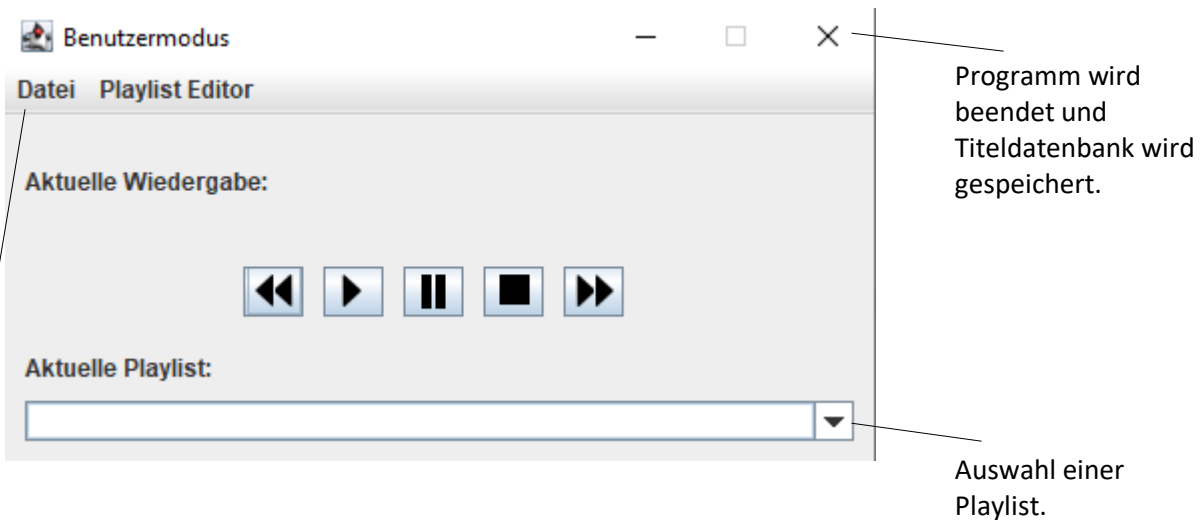 Benutzermodus
Datei Playlist Editor
Aktuelle Wiedergabe:
Aktuelle Playlist:
Programm wird
beendet und
Titeldatenbank wird
gespeichert.
Auswahl einer
Playlist.